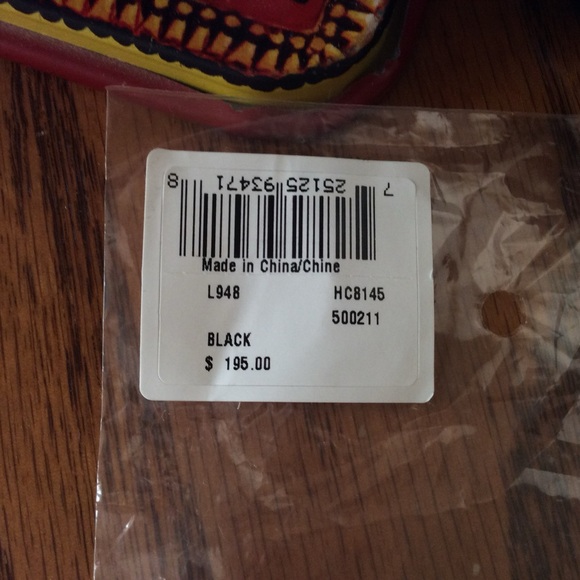 7 25125 93471 8
Made in China/Chine
L948 HC8145
500211
BLACK
$ 195.00